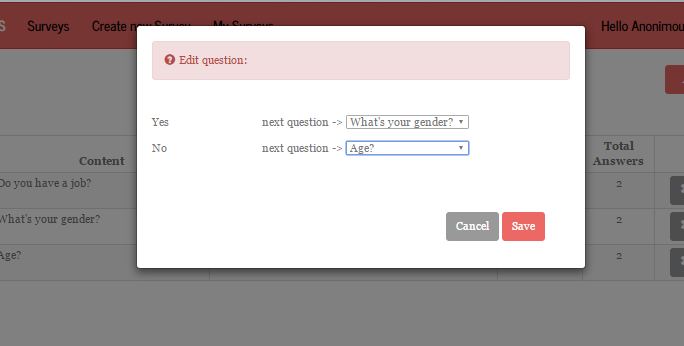 S Surveys Create new Survey My Surveys Hello Anonimou
Edit question:
Yes next question -> What's your gender?
No next question -> Age?
Cancel Save
Content Total Answers
Do you have a job? 2
What's your gender? 2
Age? 2